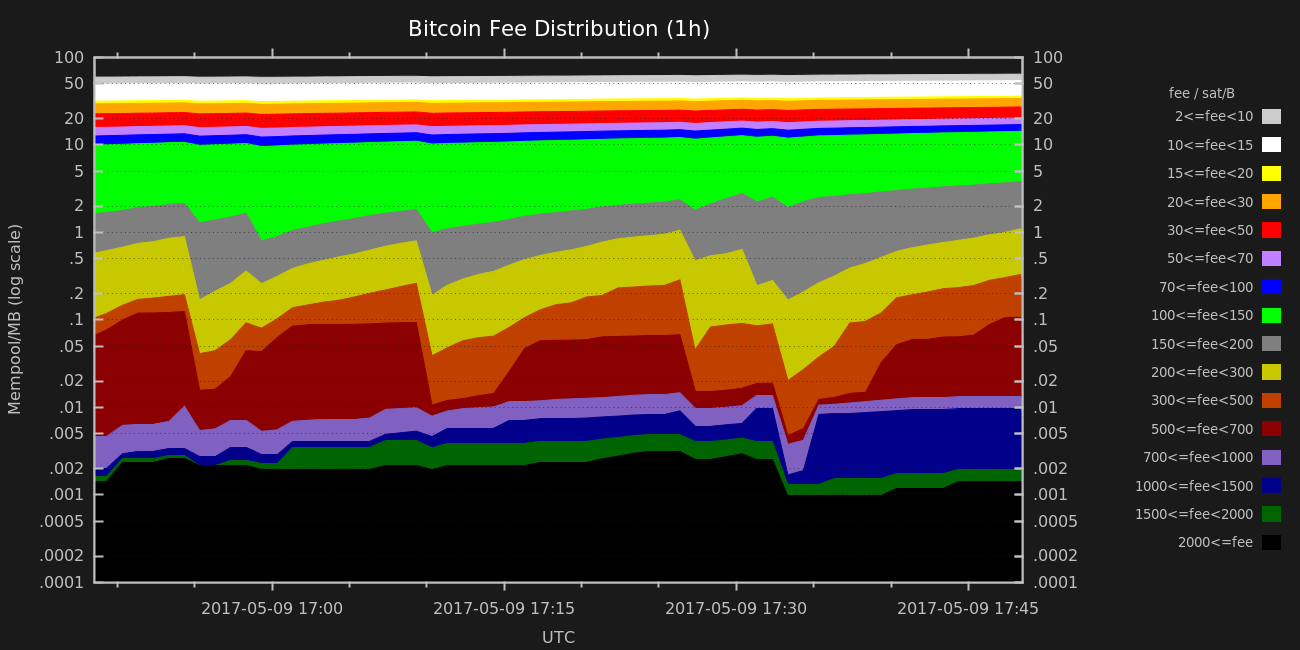 Bitcoin Fee Distribution (1h)
Mempool/MB (log scale)
100
50
20
10
5
2
1
.5
.2
.1
.05
.02
.01
.005
.002
.001
.0005
.0002
.0001
100
50
20
10
5
2
1
.5
.2
.1
.05
.02
.01
.005
.002
.001
.0005
.0002
.0001
2017-05-09 17:00
2017-05-09 17:15
2017-05-09 17:30
2017-05-09 17:45
UTC
fee / sat/B
2<=fee<10
10<=fee<15
15<=fee<20
20<=fee<30
30<=fee<50
50<=fee<70
70<=fee<100
100<=fee<150
150<=fee<200
200<=fee<300
300<=fee<500
500<=fee<700
700<=fee<1000
1000<=fee<1500
1500<=fee<2000
2000<=fee